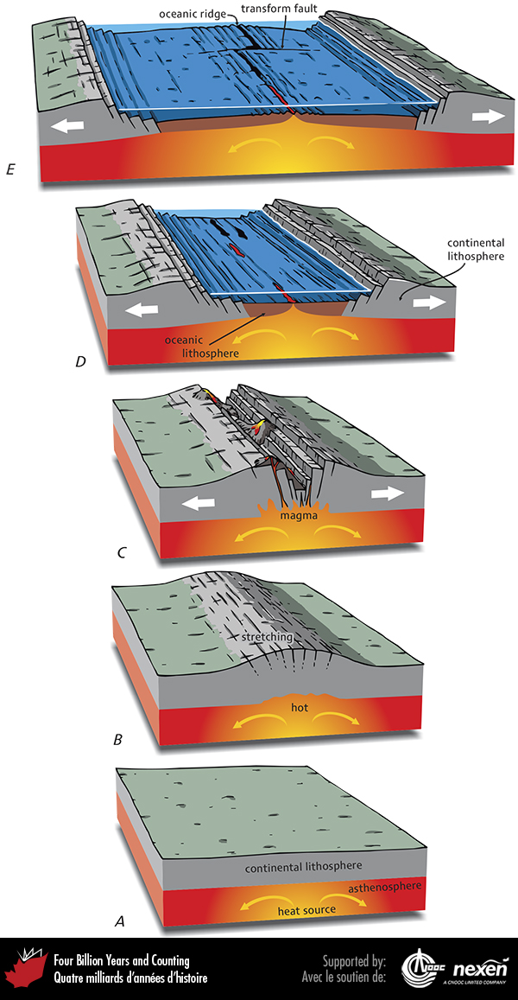 oceanic ridge
transform fault
E
continental
lithosphere
oceanic
lithosphere
D
magma
C
stretching
hot
B
continental lithosphere
asthenosphere
heat source
A
Four Billion Years and Counting
Quatre milliards d'années d'histoire
Supported by:
Avec le soutien de:
CNOOC
nexen
A CNOOC LIMITED COMPANY